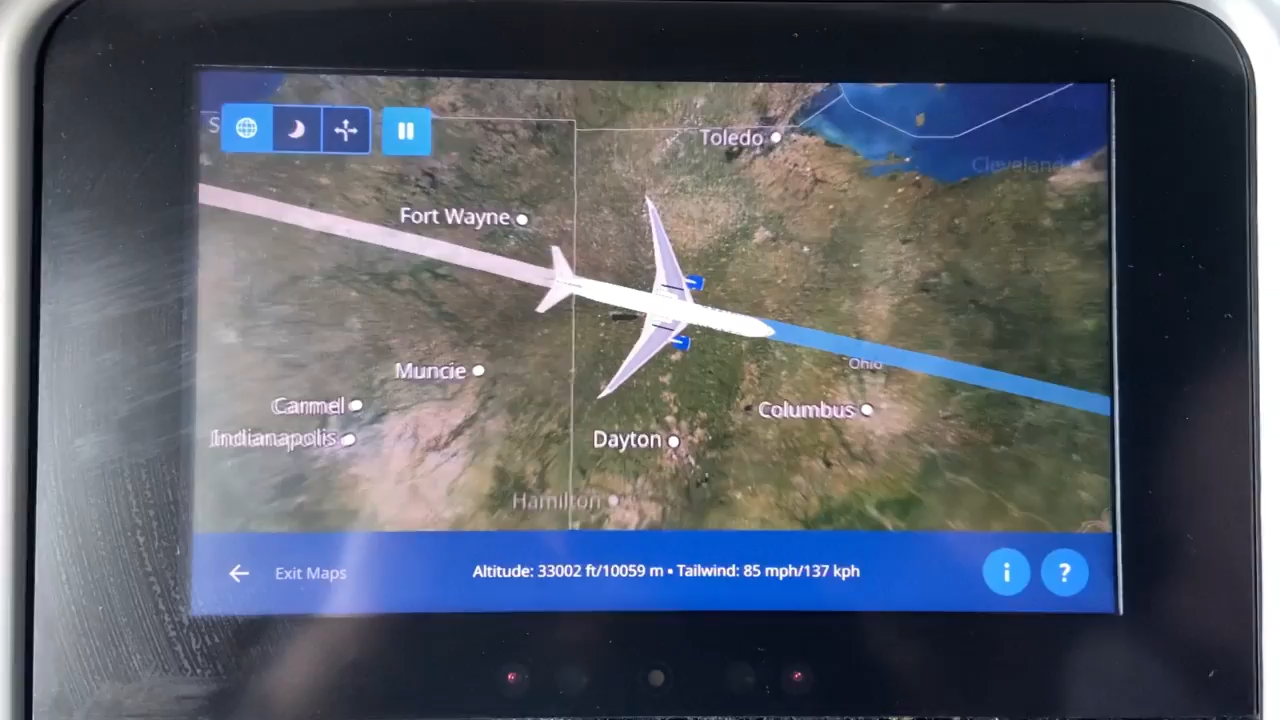 S
Toledo
Cleveland
Fort Wayne
Ohio
Muncie
Carmel
Columbus
Indianapolis
Dayton
Hamilton
Exit Maps
Altitude: 33002 ft/10059 m • Tailwind: 85 mph/137 kph
i
?